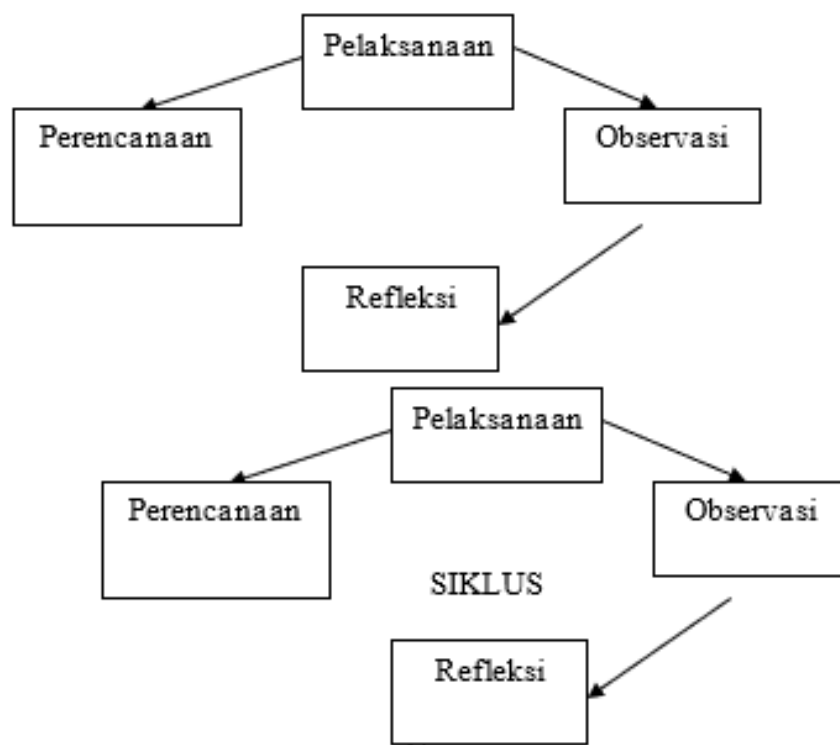 Pelaksanaan
Perencanaan
Observasi
Refleksi
Pelaksanaan
Perencanaan
Observasi
SIKLUS
Refleksi